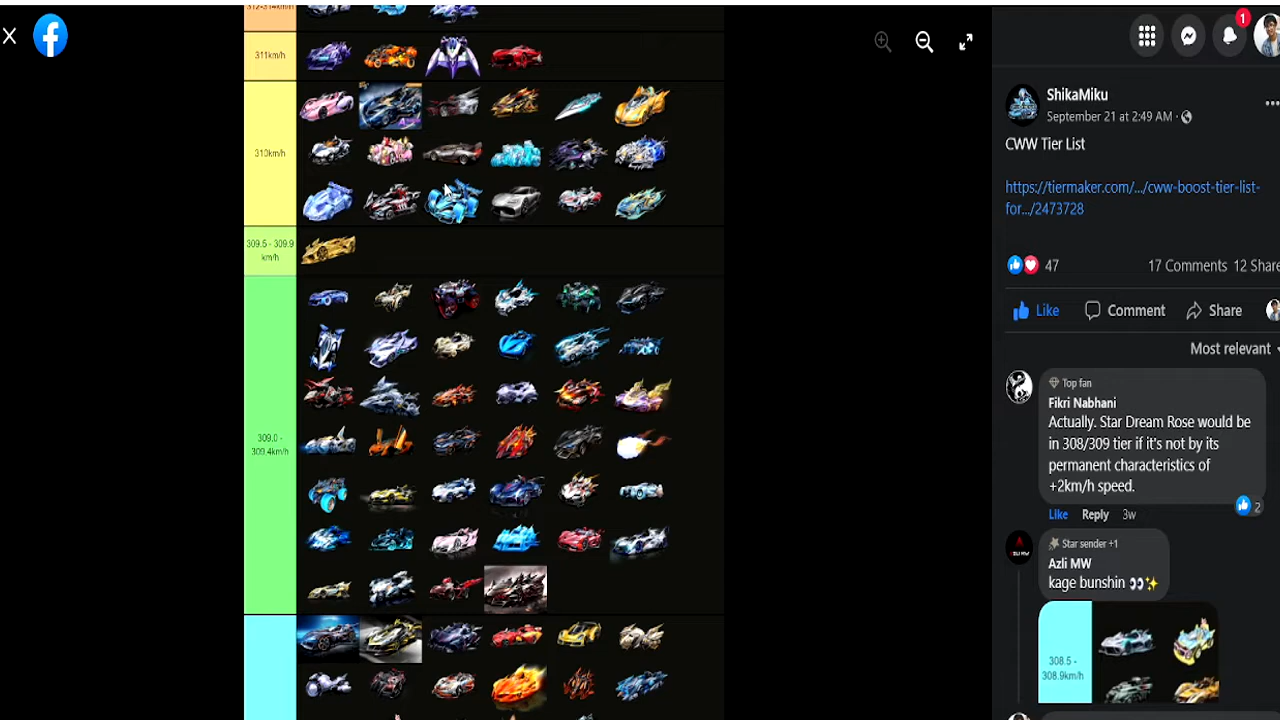 312-314km/h
311km/h
310km/h
309.5 - 309.9
km/h
309.0 -
309.4km/h
1
ShikaMiku
September 21 at 2:49 AM ·
CWW Tier List
https://tiermaker.com/.../cww-boost-tier-list-
for.../2473728
47
17 Comments 12 Share
Like
Comment
Share
Most relevant
Top fan
Fikri Nabhani
Actually. Star Dream Rose would be
in 308/309 tier if it's not by its
permanent characteristics of
+2km/h speed.
2
Like Reply 3w
Star sender +1
Azli MW
kage bunshin 👀✨
308.5 -
308.9km/h